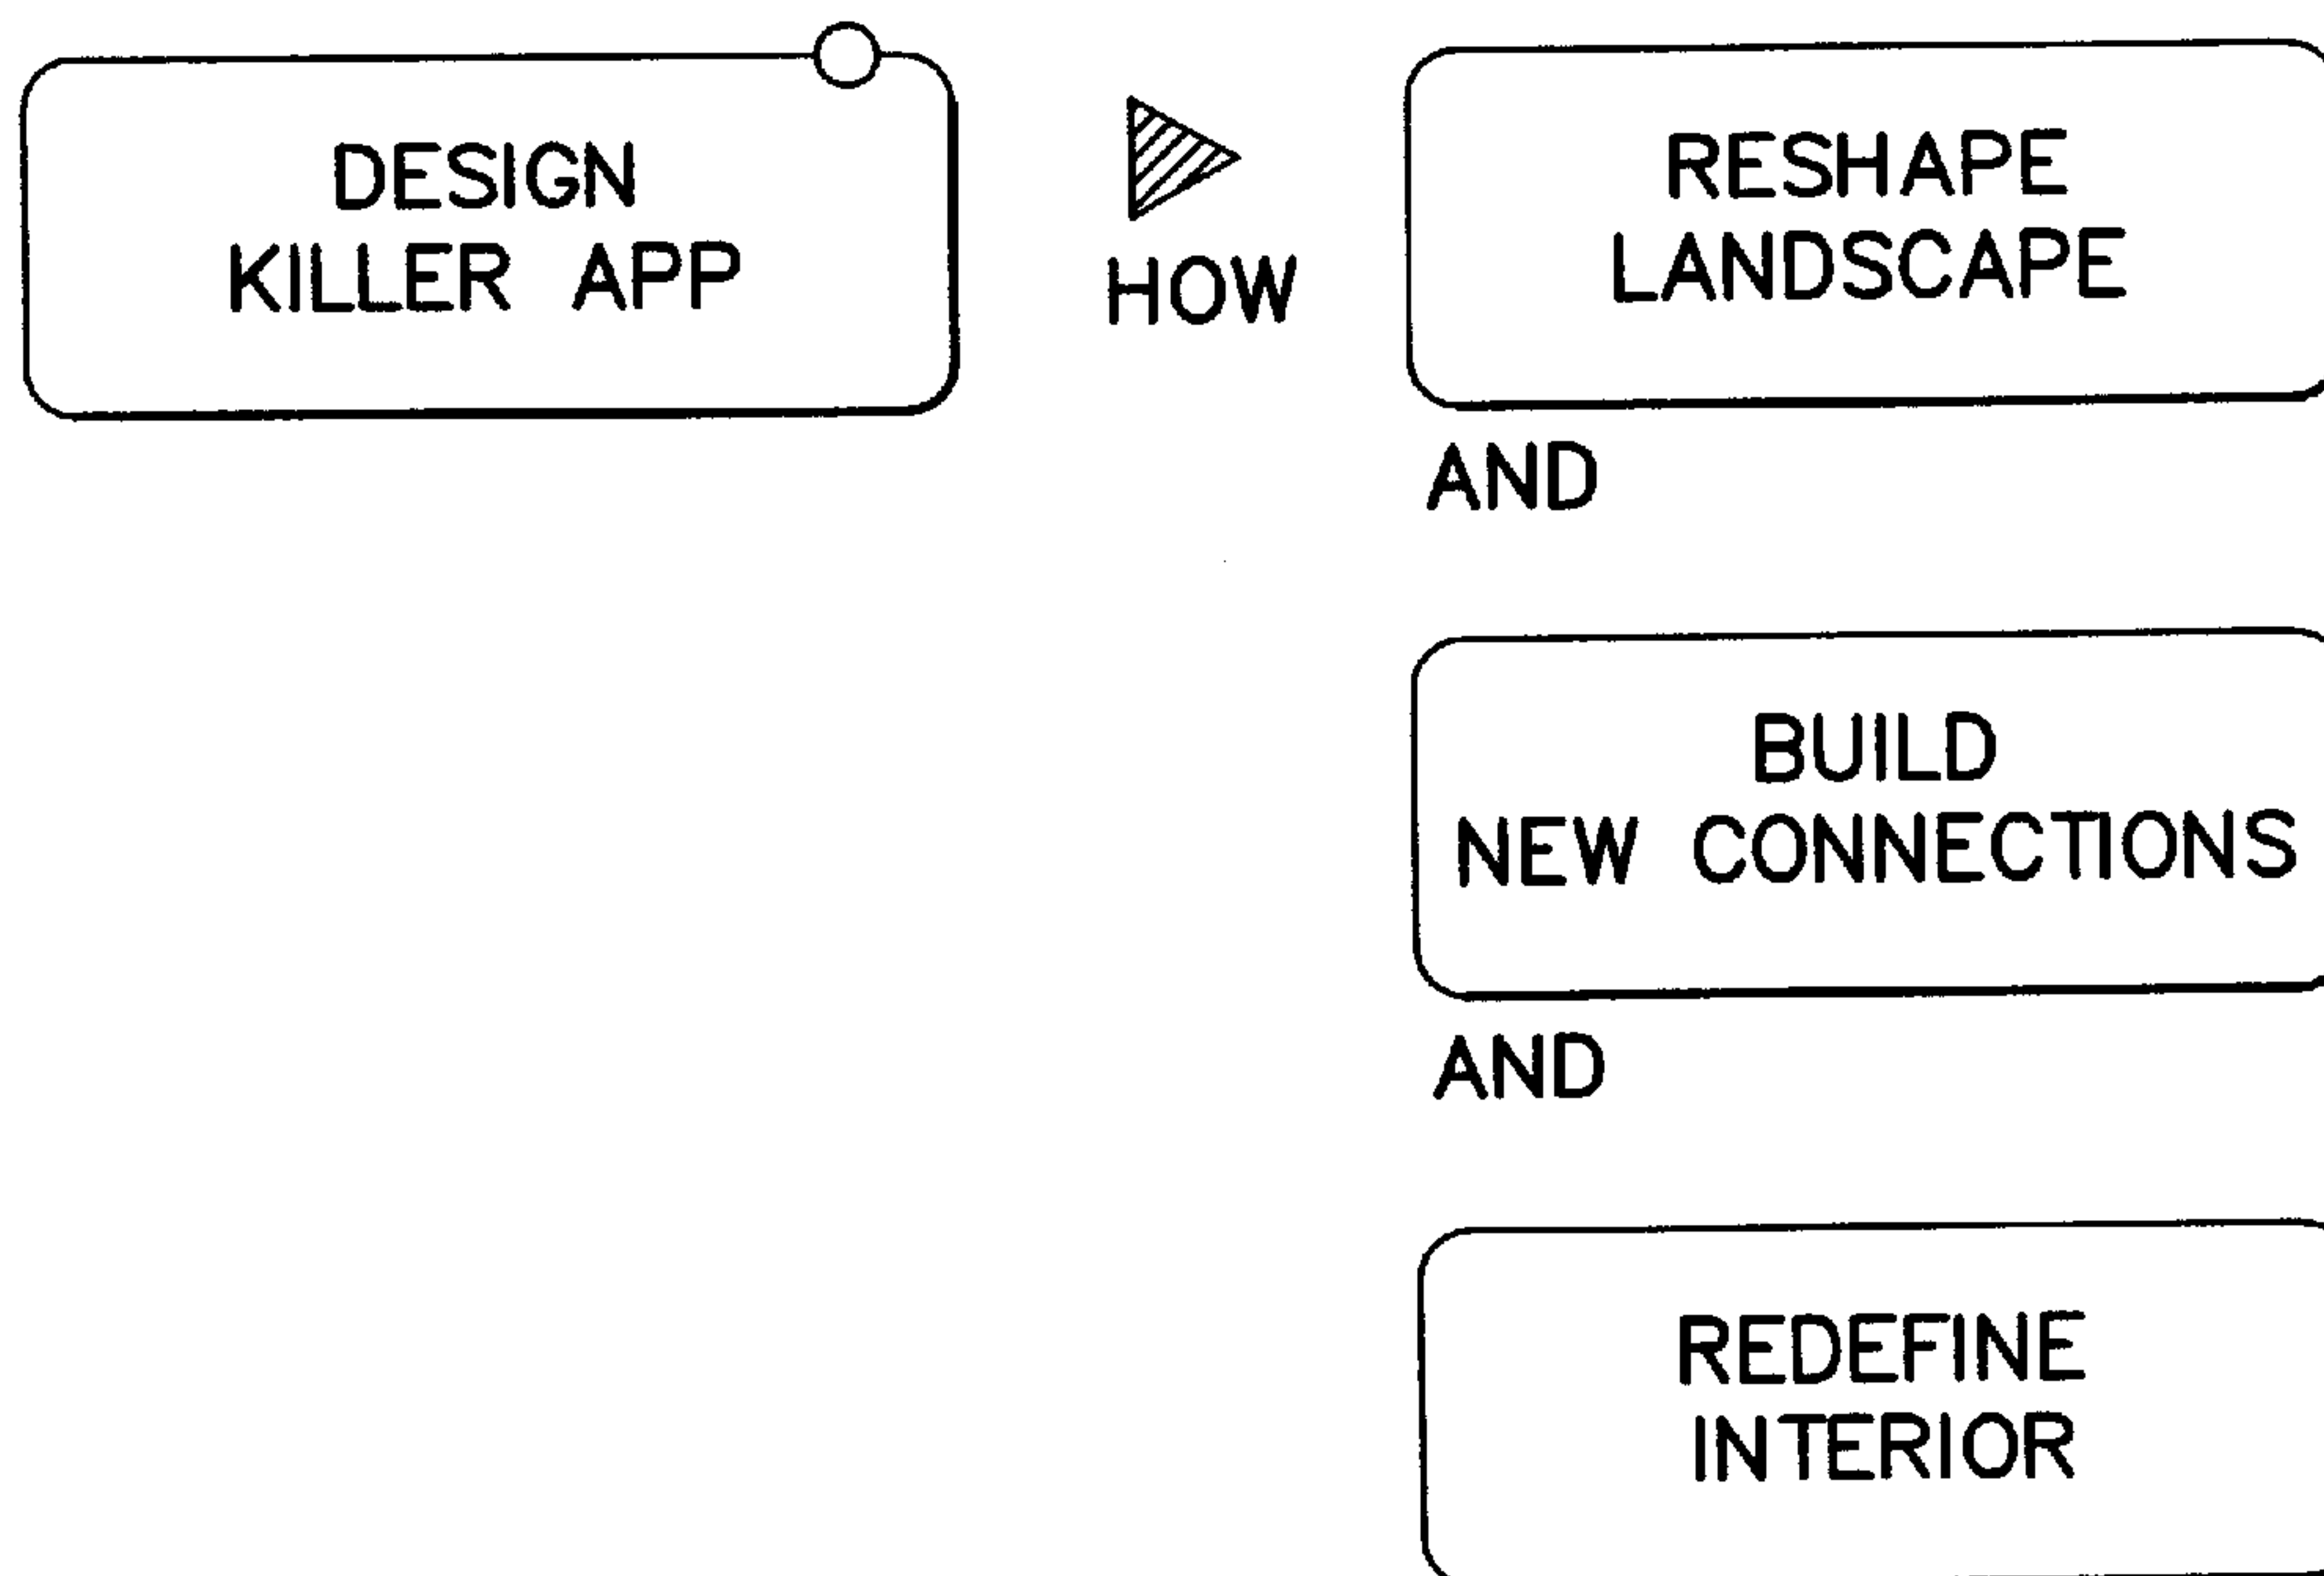 DESIGN
KILLER APP
HOW
RESHAPE
LANDSCAPE
AND
BUILD
NEW CONNECTIONS
AND
REDEFINE
INTERIOR